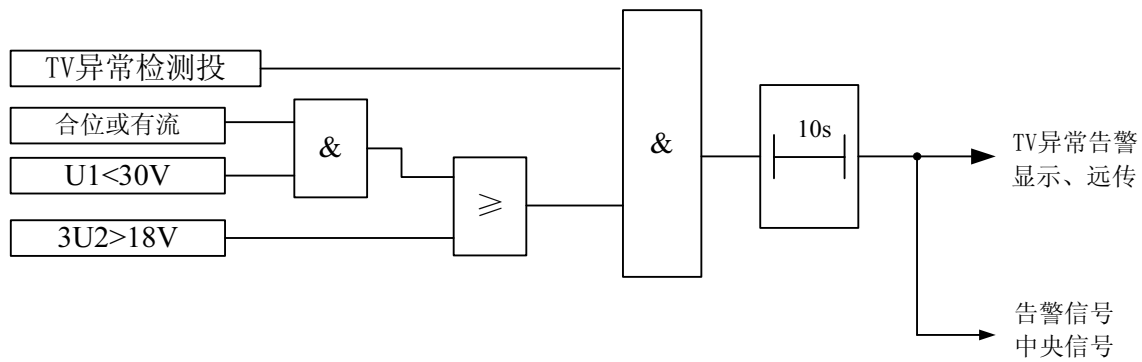 TV异常检测投
合位或有流
U1<30V
3U2>18V
&
≥
&
10s
TV异常告警
显示、远传
告警信号
中央信号